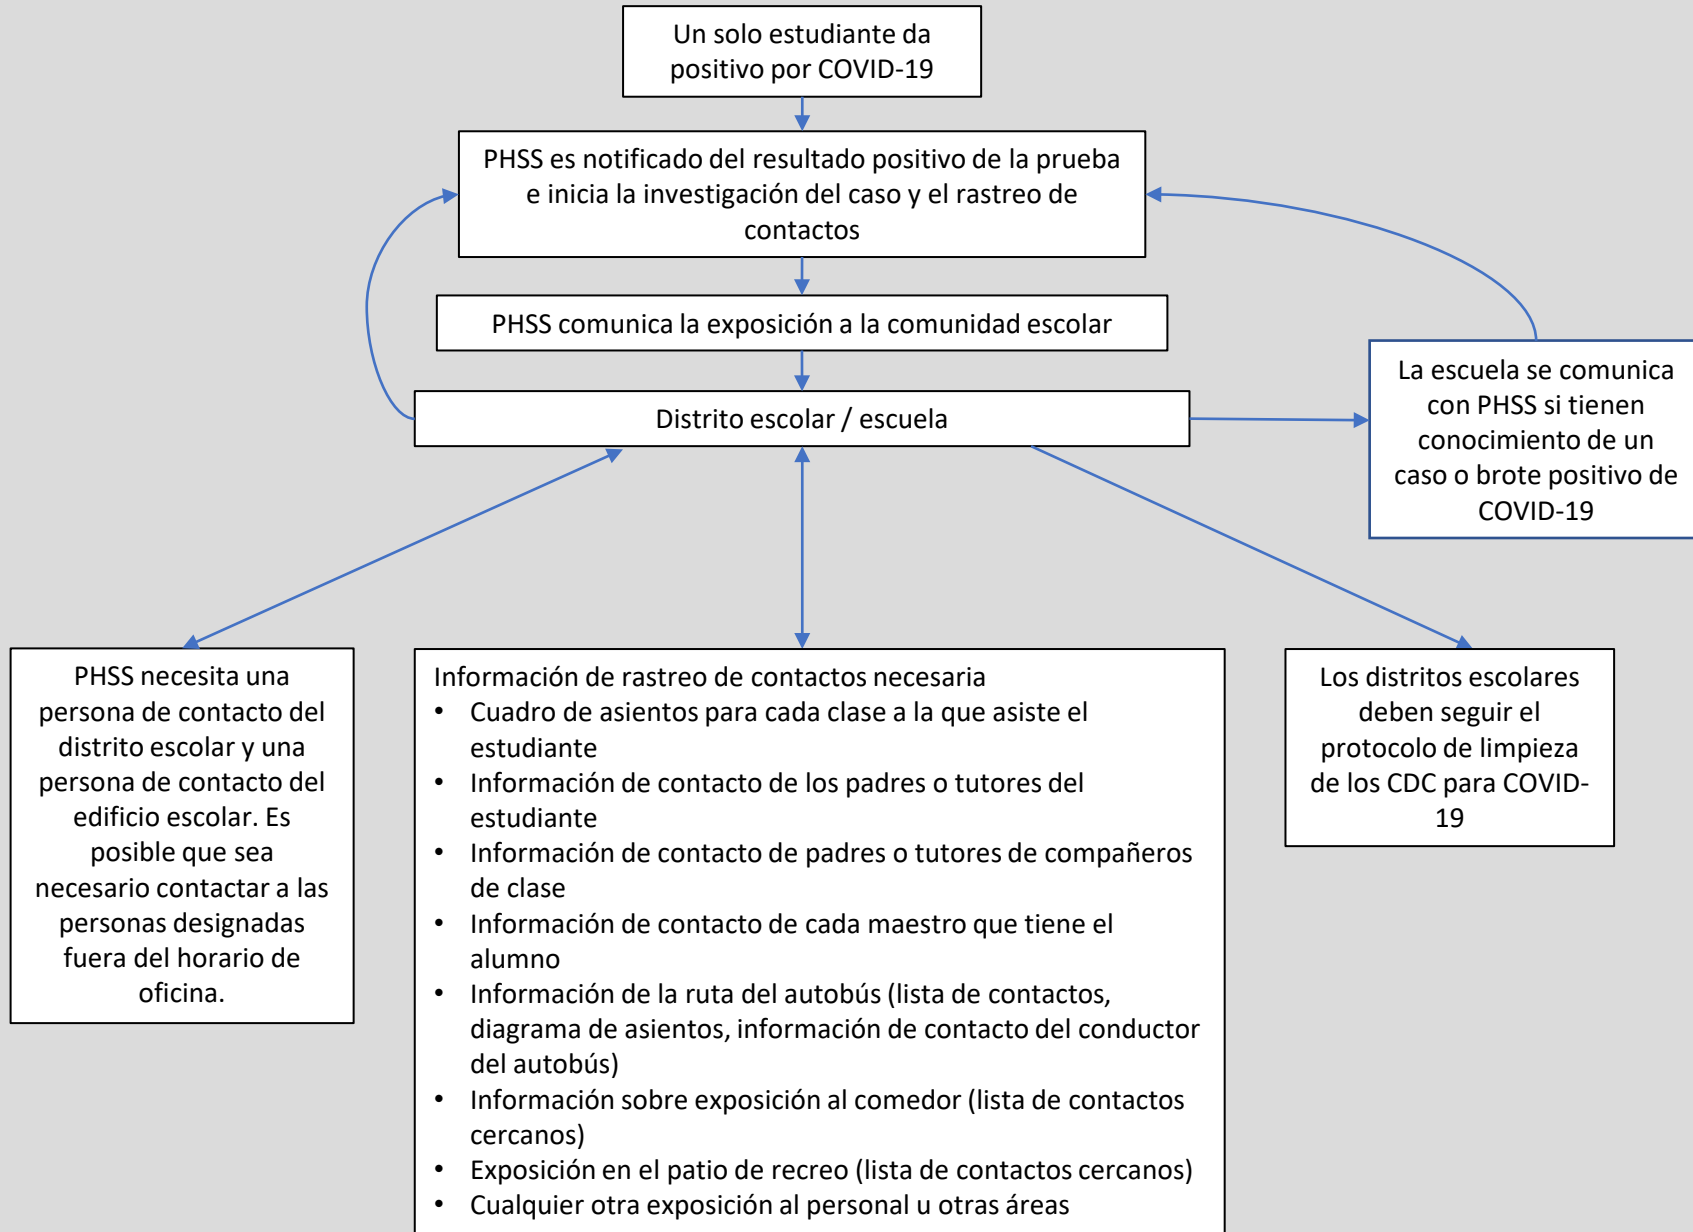 Un solo estudiante da
positivo por COVID-19
PHSS es notificado del resultado positivo de la prueba
e inicia la investigación del caso y el rastreo de
contactos
PHSS comunica la exposición a la comunidad escolar
Distrito escolar / escuela
La escuela se comunica
con PHSS si tienen
conocimiento de un
caso o brote positivo de
COVID-19
PHSS necesita una
persona de contacto del
distrito escolar y una
persona de contacto del
edificio escolar. Es
posible que sea
necesario contactar a las
personas designadas
fuera del horario de
oficina.
Información de rastreo de contactos necesaria
• Cuadro de asientos para cada clase a la que asiste el
estudiante
• Información de contacto de los padres o tutores del
estudiante
• Información de contacto de padres o tutores de compañeros
de clase
• Información de contacto de cada maestro que tiene el
alumno
• Información de la ruta del autobús (lista de contactos,
diagrama de asientos, información de contacto del conductor
del autobús)
• Información sobre exposición al comedor (lista de contactos
cercanos)
• Exposición en el patio de recreo (lista de contactos cercanos)
• Cualquier otra exposición al personal u otras áreas
Los distritos escolares
deben seguir el
protocolo de limpieza
de los CDC para COVID-
19